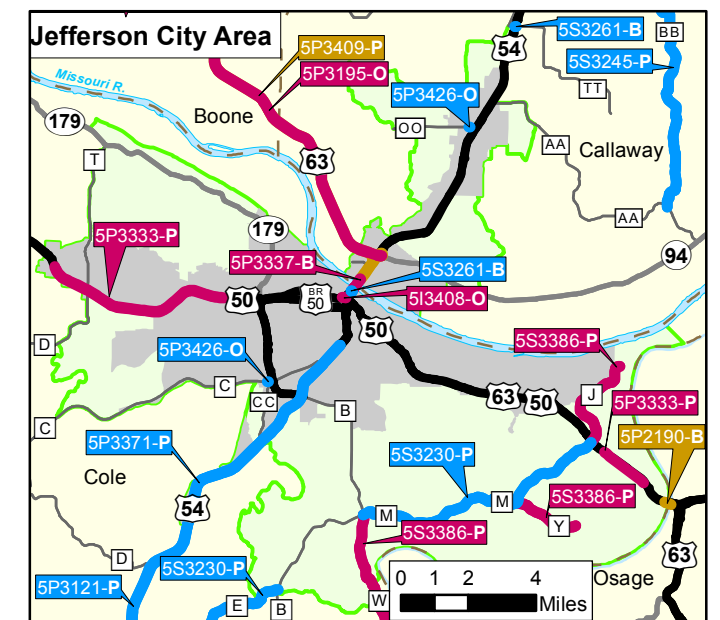 Jefferson City Area
5P3409-P
5P3195-O
5S3261-B
BB
54
5S3245-P
Missouri R.
5P3426-O
TT
179
Boone
OO
63
AA
Callaway
T
AA
179
94
5P3333-P
5P3337-B
5S3261-B
50
BR
50
5I3408-O
50
5S3386-P
D
5P3426-O
C
CC
B
63
50
J
5P3333-P
C
5P3371-P
5P2190-B
5S3230-P
Cole
54
M
M
5S3386-P
Y
5S3386-P
D
5S3230-P
63
5P3121-P
E
B
W
0 1 2 4
Miles
Osage